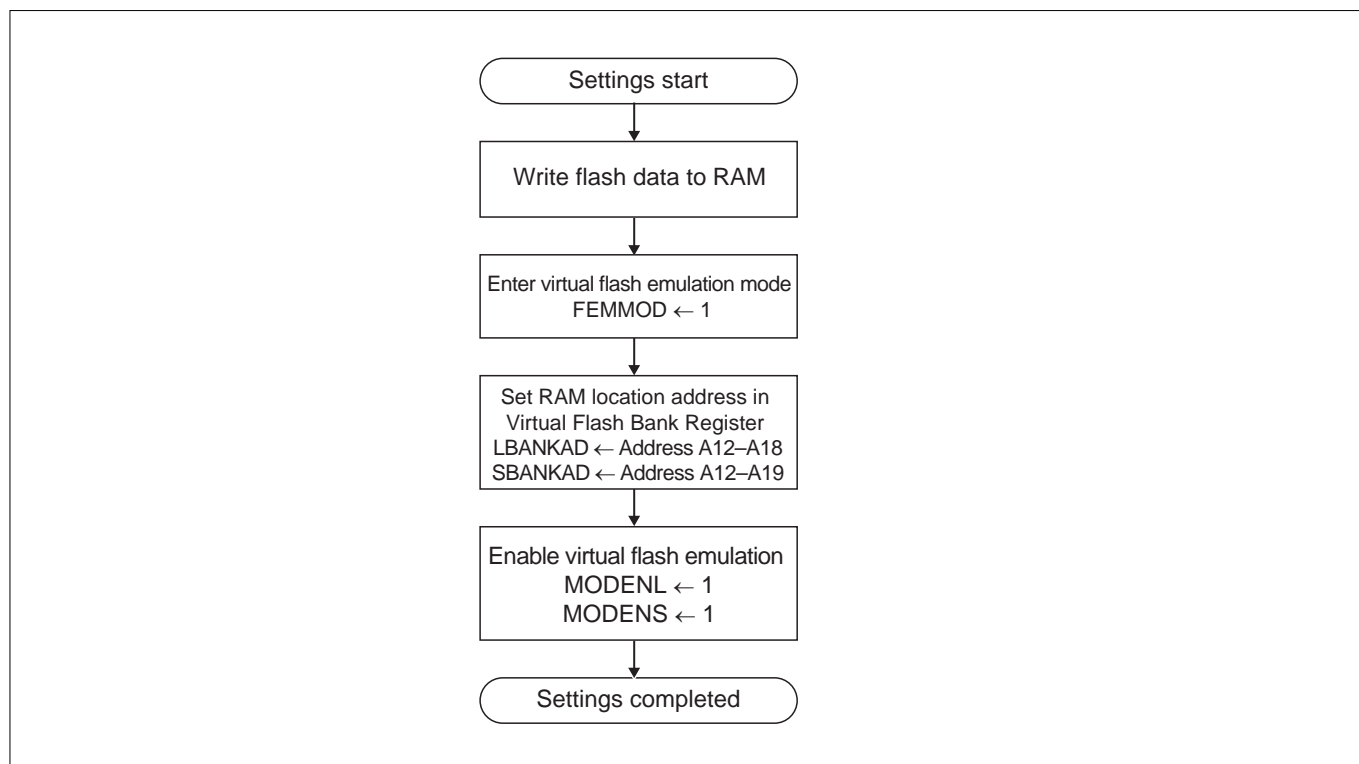 Settings start
Write flash data to RAM
Enter virtual flash emulation mode
FEMMOD ← 1
Set RAM location address in
Virtual Flash Bank Register
LBANKAD ← Address A12–A18
SBANKAD ← Address A12–A19
Enable virtual flash emulation
MODENL ← 1
MODENS ← 1
Settings completed